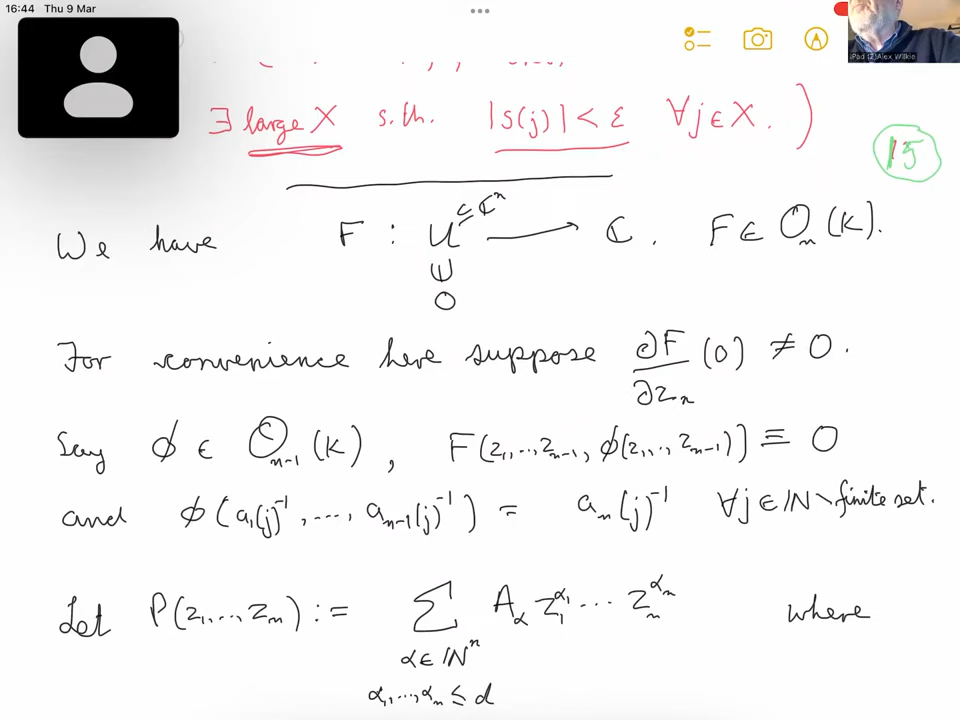 16:44 Thu 9 Mar
iPad (2)Alex Wilkie
∃ large X s.th. |s(j)| < ε ∀j∈X. )
15
We have F : U ⊆ ℂⁿ ⟶ ℂ. F ∈ 𝒪ₙ(K).
∪|
0
For convenience here suppose ∂F/∂zₙ (0) ≠ 0.
Say ϕ ∈ 𝒪ₙ₋₁(K), F(z₁,…,zₙ₋₁, ϕ(z₁,…,zₙ₋₁)) ≡ 0
and ϕ(a₁(j)⁻¹,…, aₙ₋₁(j)⁻¹) = aₙ(j)⁻¹ ∀j∈ℕ∖finite set.
Let P(z₁,…,zₙ) := ∑ A_α z₁^α₁ ⋯ zₙ^αₙ where
α∈ℕⁿ
α₁,…,αₙ ≤ d